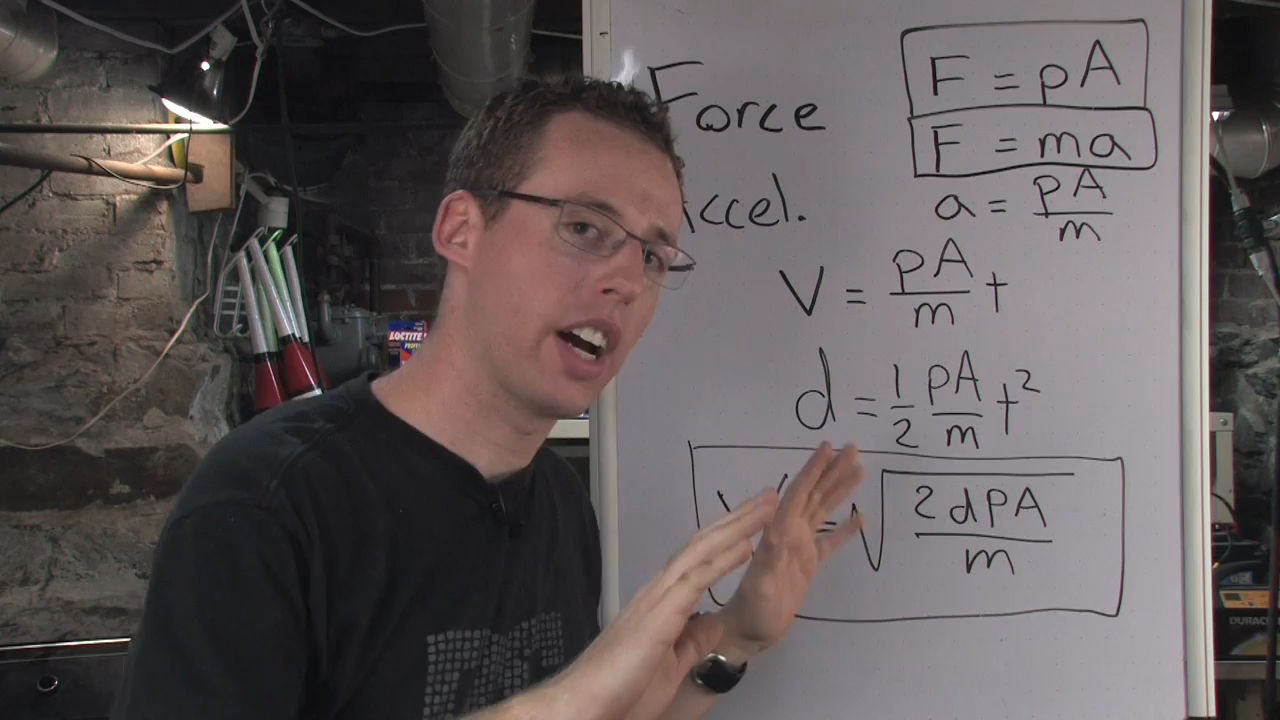 Force
F = pA
F = ma
ccel.
a = pA/m
V = pA/m t
d = 1/2 pA/m t²
= √(2dPA/m)
LOCTITE
DURAC